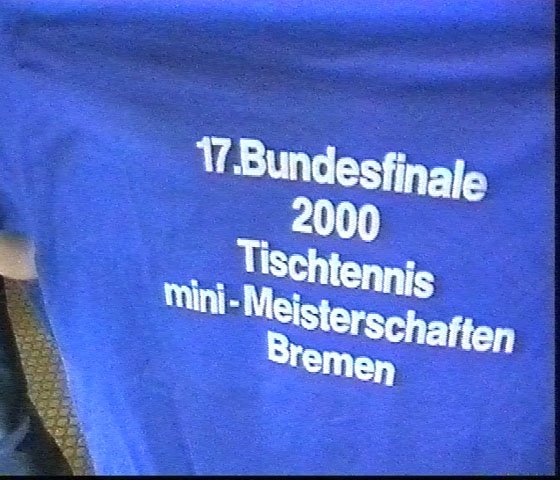 17.Bundesfinale
2000
Tischtennis
mini-Meisterschaften
Bremen